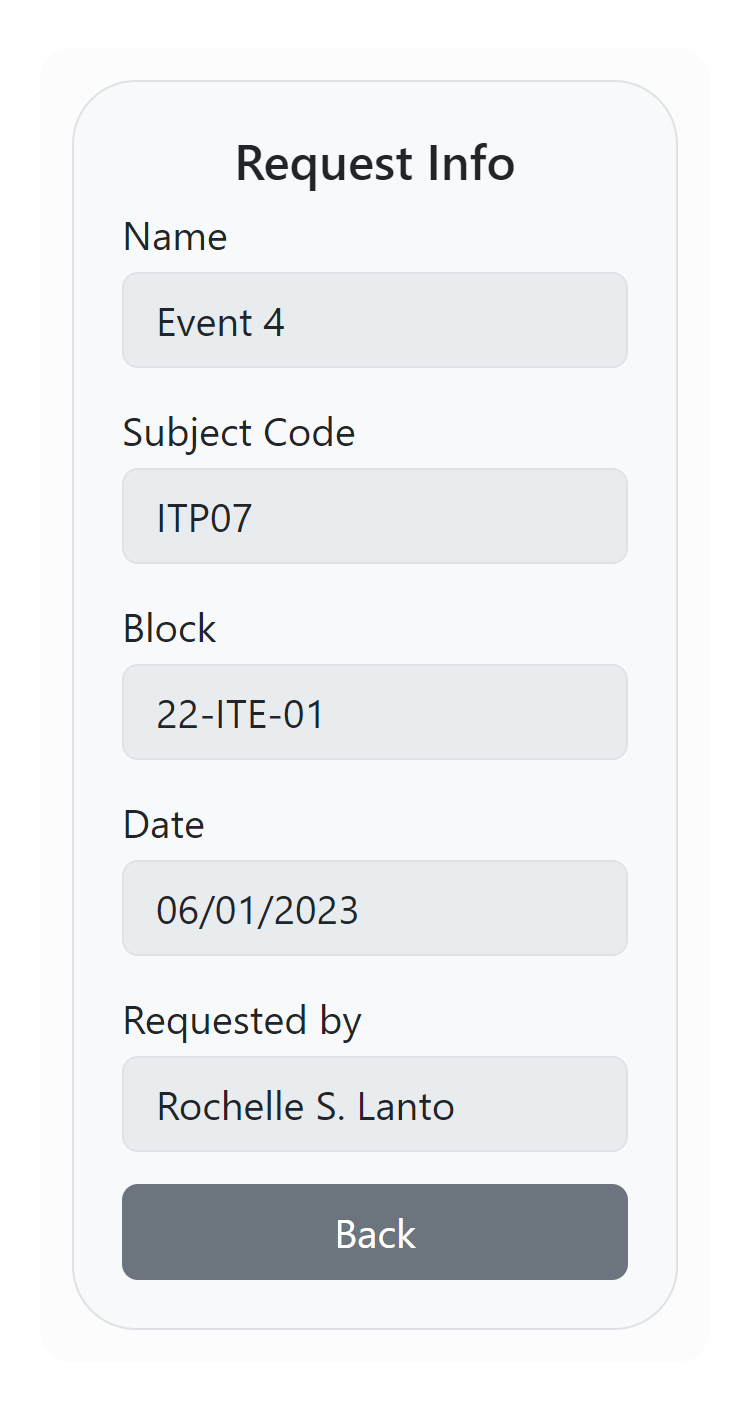 Request Info
Name
Event 4
Subject Code
ITP07
Block
22-ITE-01
Date
06/01/2023
Requested by
Rochelle S. Lanto
Back